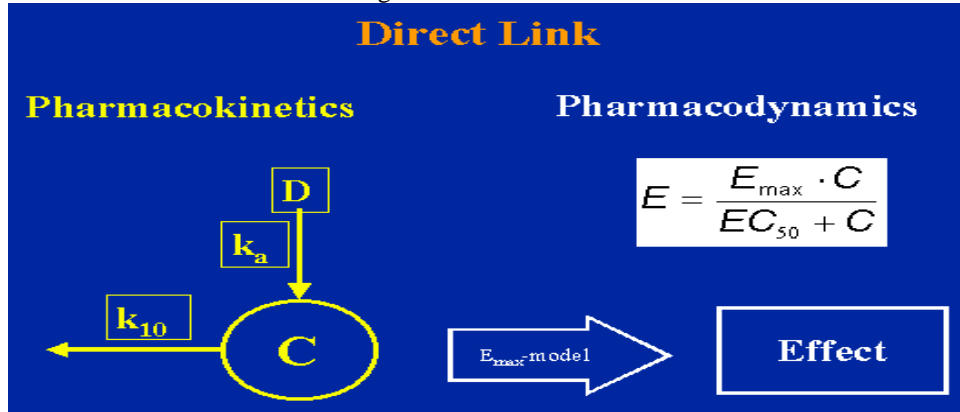 Direct Link
Pharmacokinetics
Pharmacodynamics
D
E = Emax · C / EC50 + C
ka
k10
C
Emax-model
Effect